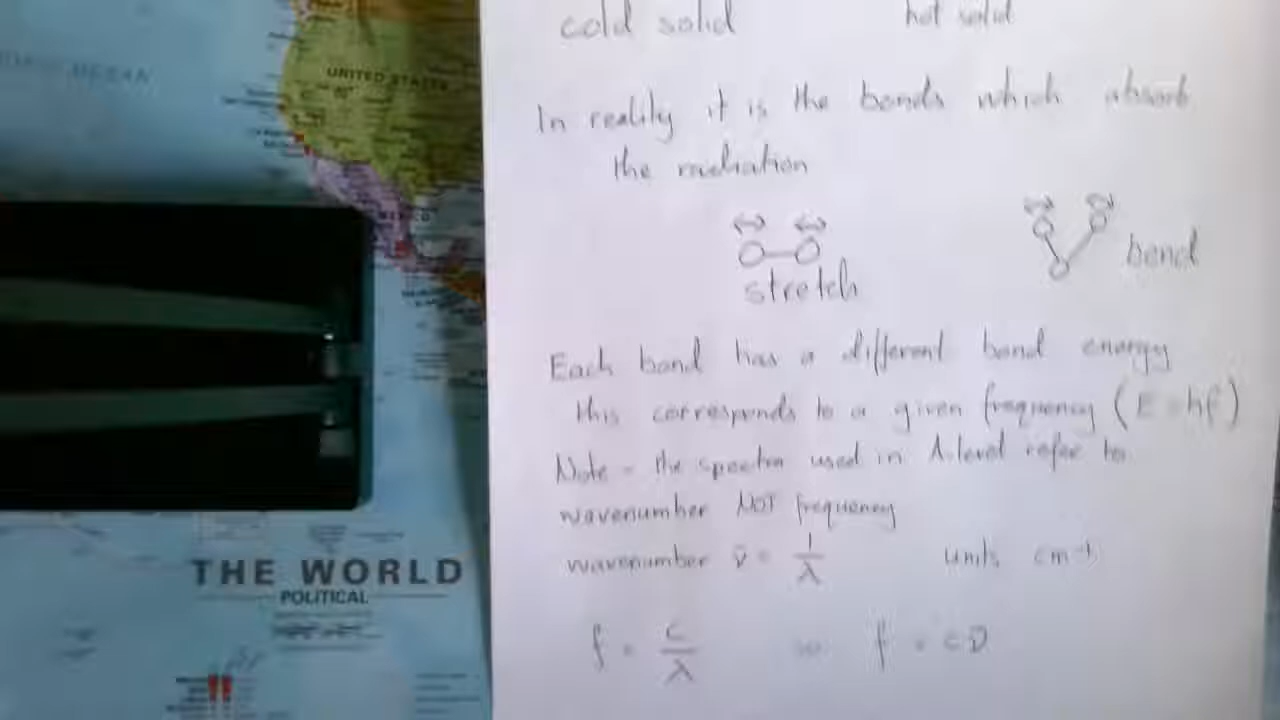 OCEAN
UNITED STATES
MEXICO
THE WORLD
POLITICAL
cold solid hot solid
In reality it is the bonds which absorb
the radiation
stretch
bend
Each bond has a different bond energy
this corresponds to a given frequency (E = hf)
Note - the spectra used in A-level refer to
wavenumber NOT frequency
wavenumber ν̄ = 1/λ units cm⁻¹
f = c/λ so f = cν̄